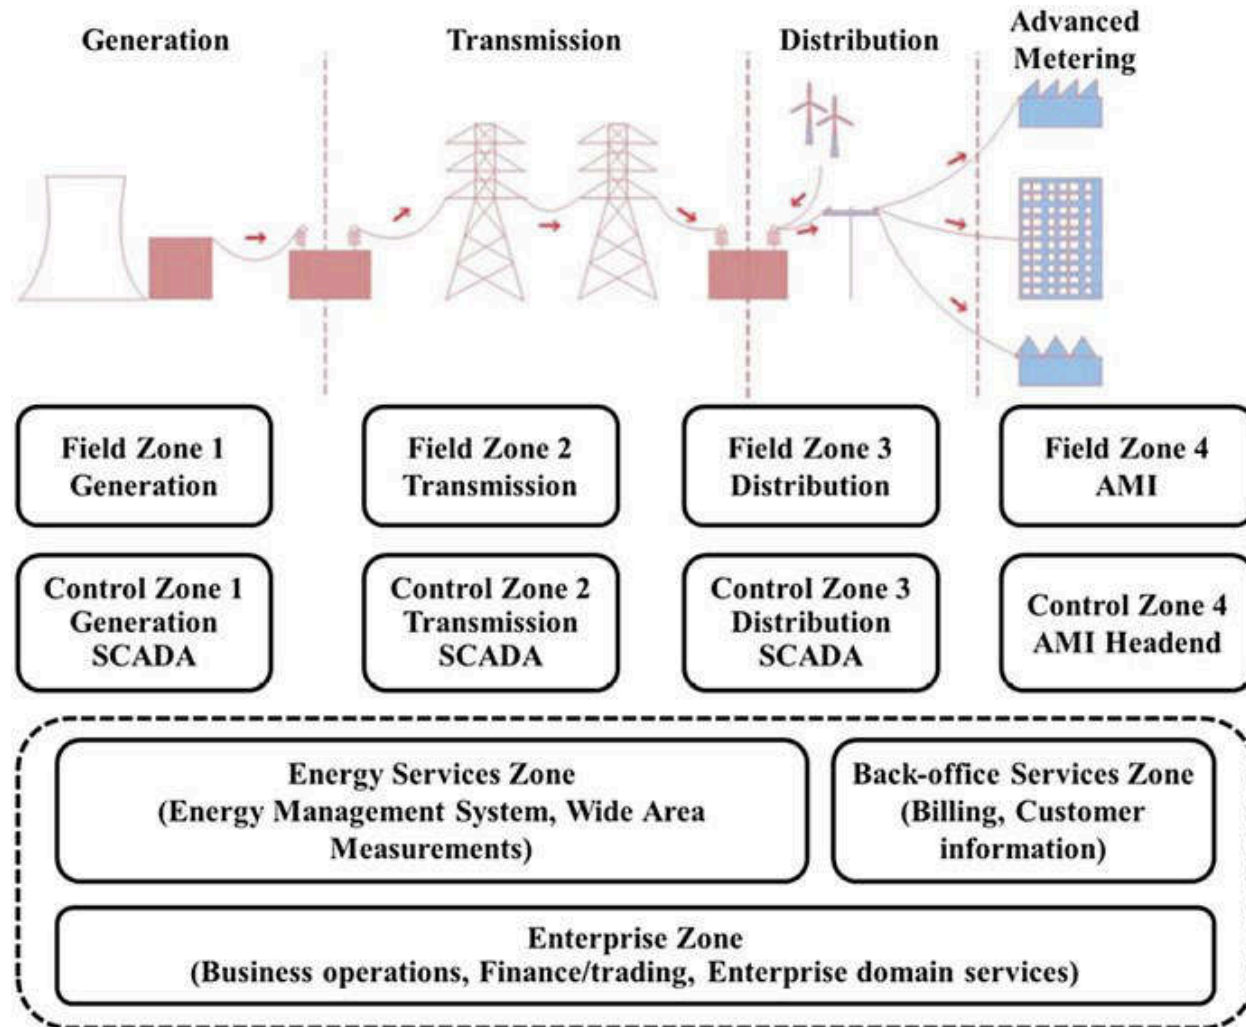 Generation
Transmission
Distribution
Advanced
Metering
Field Zone 1
Generation
Field Zone 2
Transmission
Field Zone 3
Distribution
Field Zone 4
AMI
Control Zone 1
Generation
SCADA
Control Zone 2
Transmission
SCADA
Control Zone 3
Distribution
SCADA
Control Zone 4
AMI Headend
Energy Services Zone
(Energy Management System, Wide Area
Measurements)
Back-office Services Zone
(Billing, Customer
information)
Enterprise Zone
(Business operations, Finance/trading, Enterprise domain services)